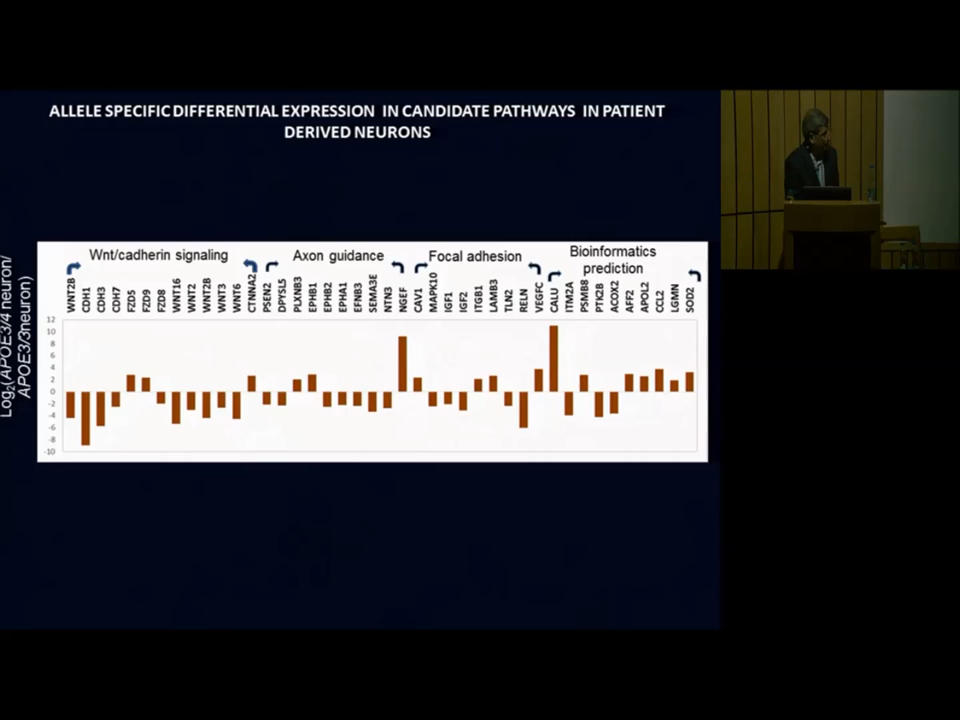 ALLELE SPECIFIC DIFFERENTIAL EXPRESSION IN CANDIDATE PATHWAYS IN PATIENT
DERIVED NEURONS
Wnt/cadherin signaling
Axon guidance
Focal adhesion
Bioinformatics
prediction
Log2(APOE3/4 neuron/
APOE3/3neuron)
WNT2B
CDH1
CDH3
CDH7
FZD5
FZD9
FZD8
WNT16
WNT2
WNT2B
WNT3
WNT6
CTNNA2
PSEN2
DPYSL5
PLXNB3
EPHB1
EPHB2
EPHA1
EFNB3
SEMA3E
NTN3
NGEF
CAV1
MAPK10
IGF1
IGF2
ITGB1
LAMB3
TLN2
RELN
VEGFC
CALU
ITM2A
PSMB8
PTK2B
ACOX2
AFF2
APOL2
CCL2
LGMN
SOD2
12
10
8
6
4
2
0
-2
-4
-6
-8
-10